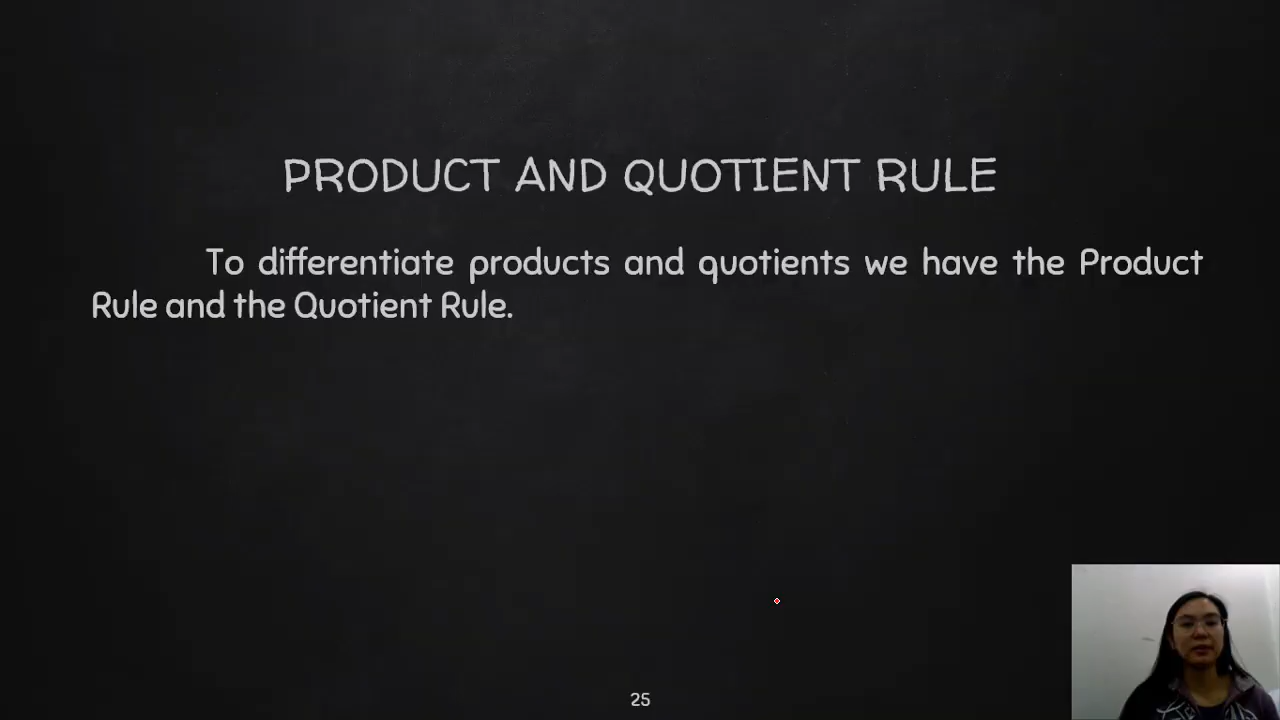 PRODUCT AND QUOTIENT RULE
To differentiate products and quotients we have the Product
Rule and the Quotient Rule.
25